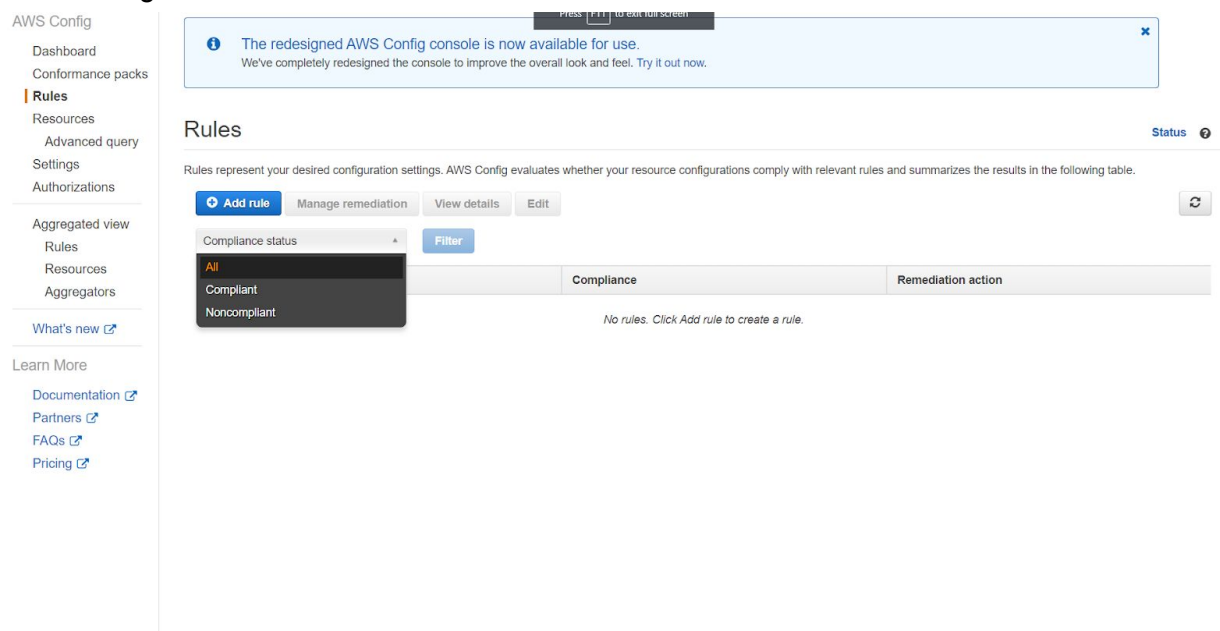 AWS Config
Dashboard
Conformance packs
Rules
Resources
Advanced query
Settings
Authorizations
Aggregated view
Rules
Resources
Aggregators
What's new
Learn More
Documentation
Partners
FAQs
Pricing
Press F11 to exit full screen
The redesigned AWS Config console is now available for use.
We've completely redesigned the console to improve the overall look and feel. Try it out now.
Rules
Status
Rules represent your desired configuration settings. AWS Config evaluates whether your resource configurations comply with relevant rules and summarizes the results in the following table.
Add rule Manage remediation View details Edit
Compliance status Filter
All
Compliant
Noncompliant
Compliance Remediation action
No rules. Click Add rule to create a rule.